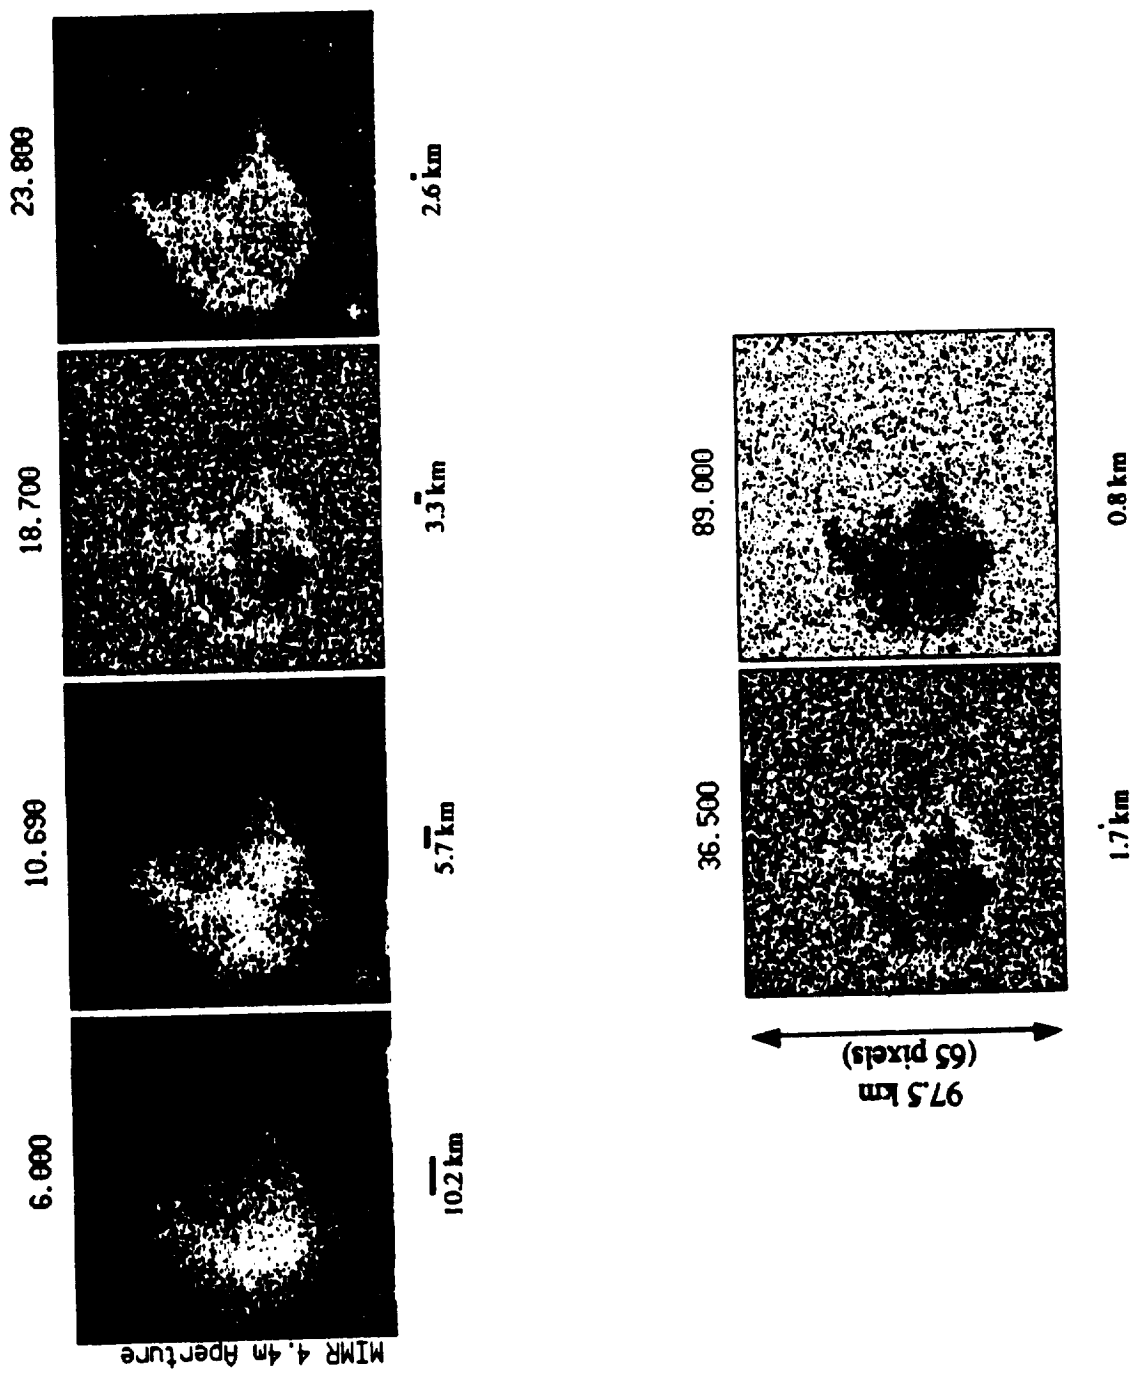 MIMR 4.4m Aperture
6.000
10.690
18.700
23.800
10.2 km
5.7 km
3.3 km
2.6 km
97.5 km
(65 pixels)
36.500
89.000
1.7 km
0.8 km